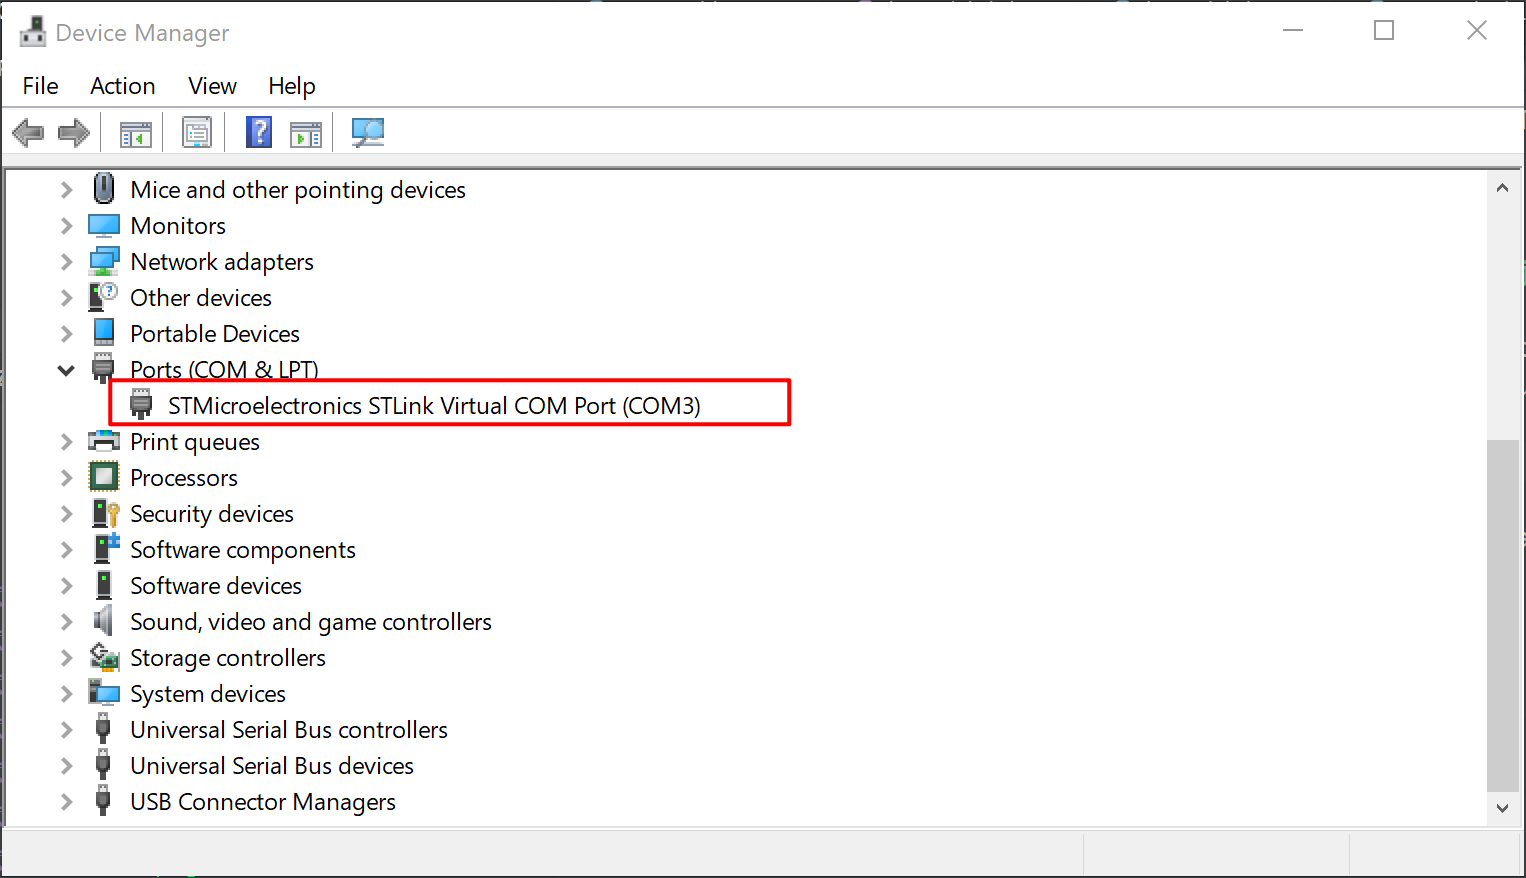 Device Manager
File Action View Help
Mice and other pointing devices
Monitors
Network adapters
Other devices
Portable Devices
Ports (COM & LPT)
STMicroelectronics STLink Virtual COM Port (COM3)
Print queues
Processors
Security devices
Software components
Software devices
Sound, video and game controllers
Storage controllers
System devices
Universal Serial Bus controllers
Universal Serial Bus devices
USB Connector Managers